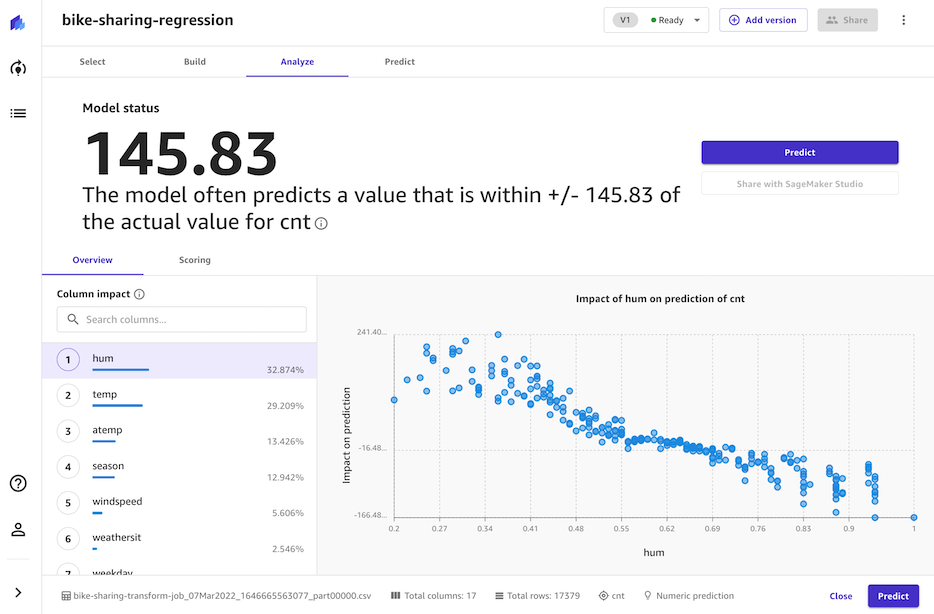 bike-sharing-regression
V1
Ready
Add version
Share
Select
Build
Analyze
Predict
Model status
145.83
The model often predicts a value that is within +/- 145.83 of
the actual value for cnt
Predict
Share with SageMaker Studio
Overview
Scoring
Column impact
Search columns...
1
hum
32.874%
2
temp
29.209%
3
atemp
13.426%
4
season
12.942%
5
windspeed
5.606%
6
weathersit
2.546%
7
weekday
Impact of hum on prediction of cnt
Impact on prediction
241.40...
-16.48...
-166.48...
0.2 0.27 0.34 0.41 0.48 0.55 0.62 0.69 0.76 0.83 0.9 1
hum
bike-sharing-transform-job_07Mar2022_1646665563077_part00000.csv
Total columns: 17
Total rows: 17379
cnt
Numeric prediction
Close
Predict